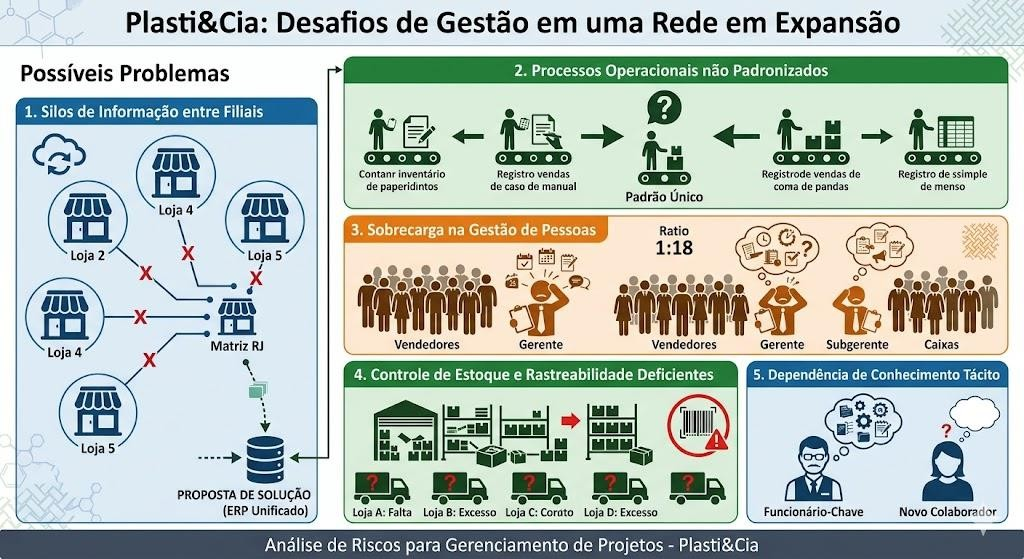 Plasti&Cia: Desafios de Gestão em uma Rede em Expansão
Possíveis Problemas
1. Silos de Informação entre Filiais
Loja 4
Loja 2
Loja 5
Loja 4
Matriz RJ
Loja 5
PROPOSTA DE SOLUÇÃO
(ERP Unificado)
2. Processos Operacionais não Padronizados
?
Contanr inventário
de paperidintos
Registro vendas
de caso de manual
Padrão Único
Registrode vendas de
coma de pandas
Registro de ssimple
de menso
3. Sobrecarga na Gestão de Pessoas
Ratio
1:18
Vendedores
Gerente
Vendedores
Gerente
Subgerente
Caixas
4. Controle de Estoque e Rastreabilidade Deficientes
? ? ? ? ?
Loja A: Falta
Loja B: Excesso
Loja C: Corato
Loja D: Excesso
5. Dependência de Conhecimento Tácito
?
Funcionário-Chave
Novo Colaborador
Análise de Riscos para Gerenciamento de Projetos - Plasti&Cia